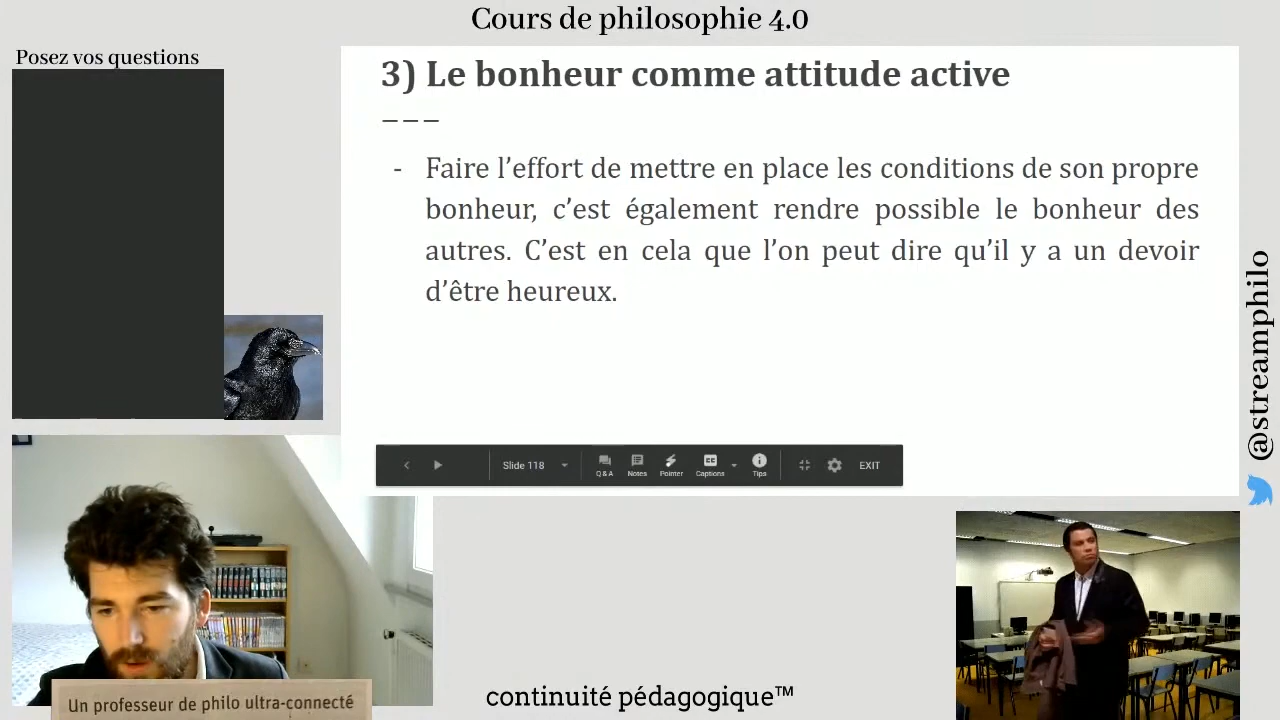 Cours de philosophie 4.0
Posez vos questions
3) Le bonheur comme attitude active
–––
- Faire l’effort de mettre en place les conditions de son propre
bonheur, c’est également rendre possible le bonheur des
autres. C’est en cela que l’on peut dire qu’il y a un devoir
d’être heureux.
Slide 118
Q & A
Notes
Pointer
CC
Captions
Tips
EXIT
@streamphilo
Un professeur de philo ultra-connecté
continuité pédagogique™